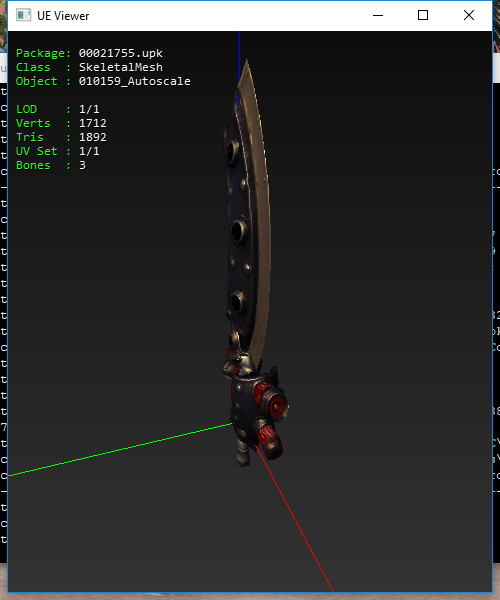 UE Viewer
Package: 00021755.upk
Class : SkeletalMesh
Object : 010159_Autoscale
LOD : 1/1
Verts : 1712
Tris : 1892
UV Set : 1/1
Bones : 3